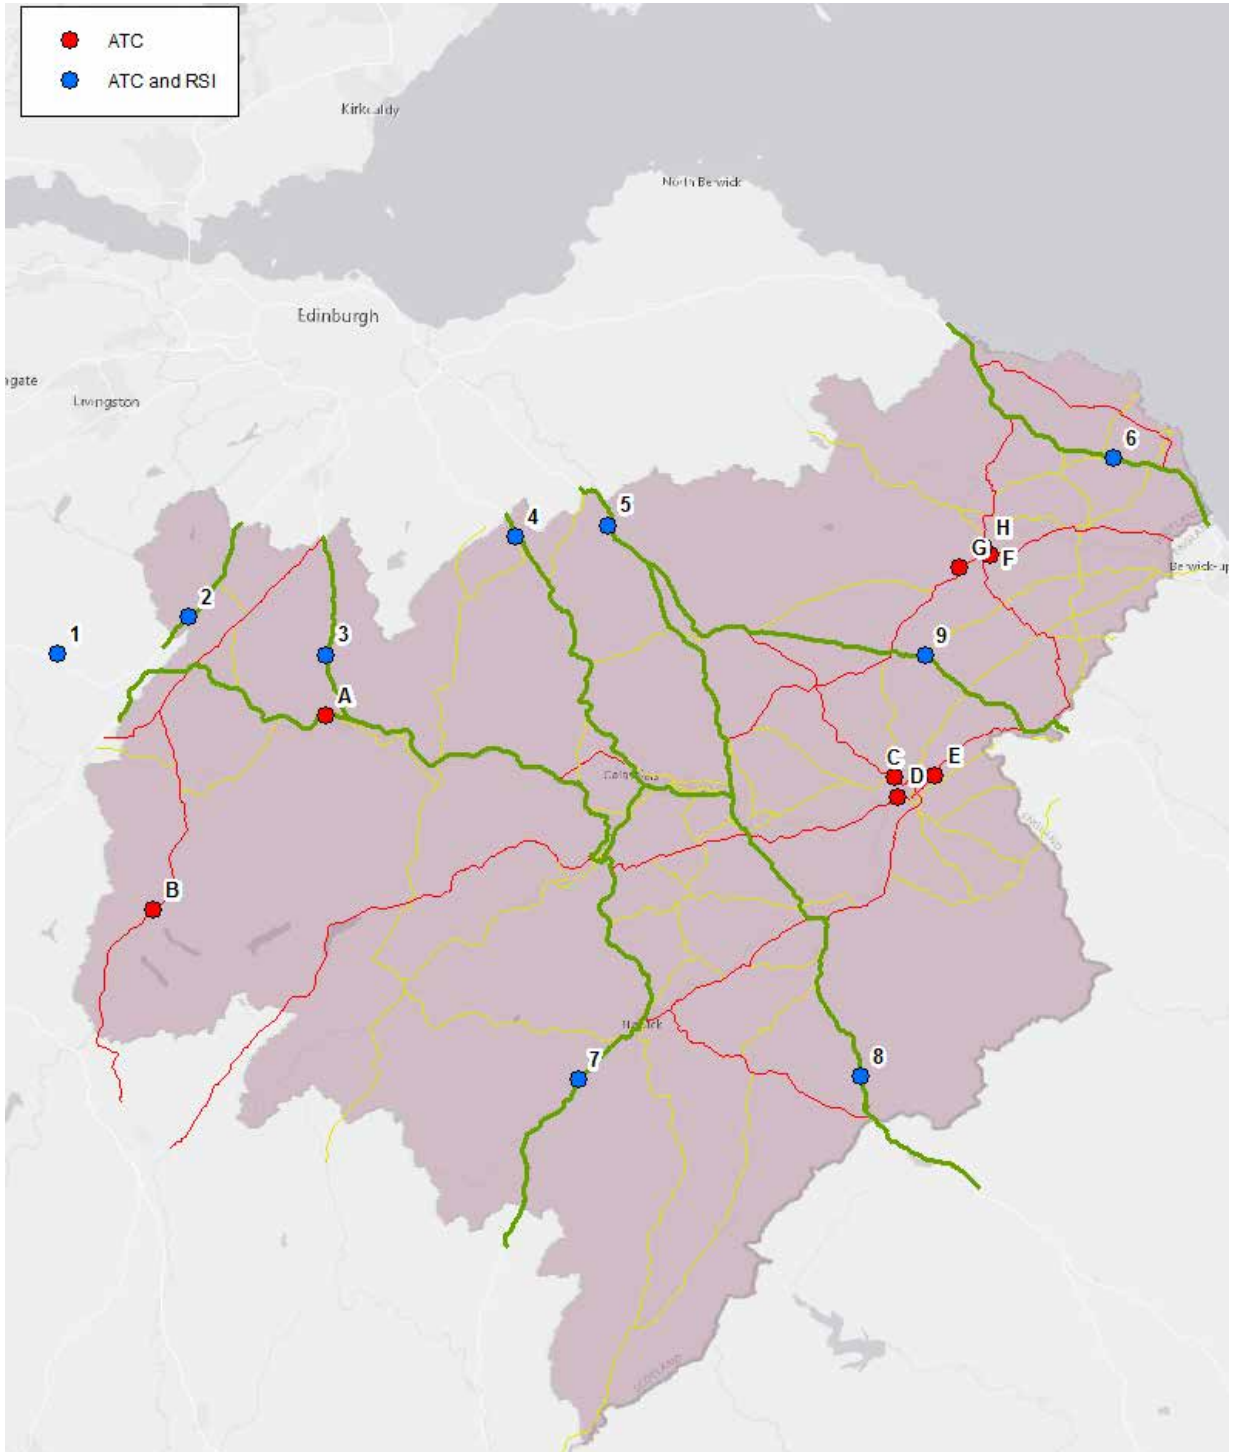 ATC
ATC and RSI
Kirkcaldy
North Berwick
Edinburgh
Livingston
6
5
4
H
G
F
2
1
3
9
A
C
D
E
B
7
8